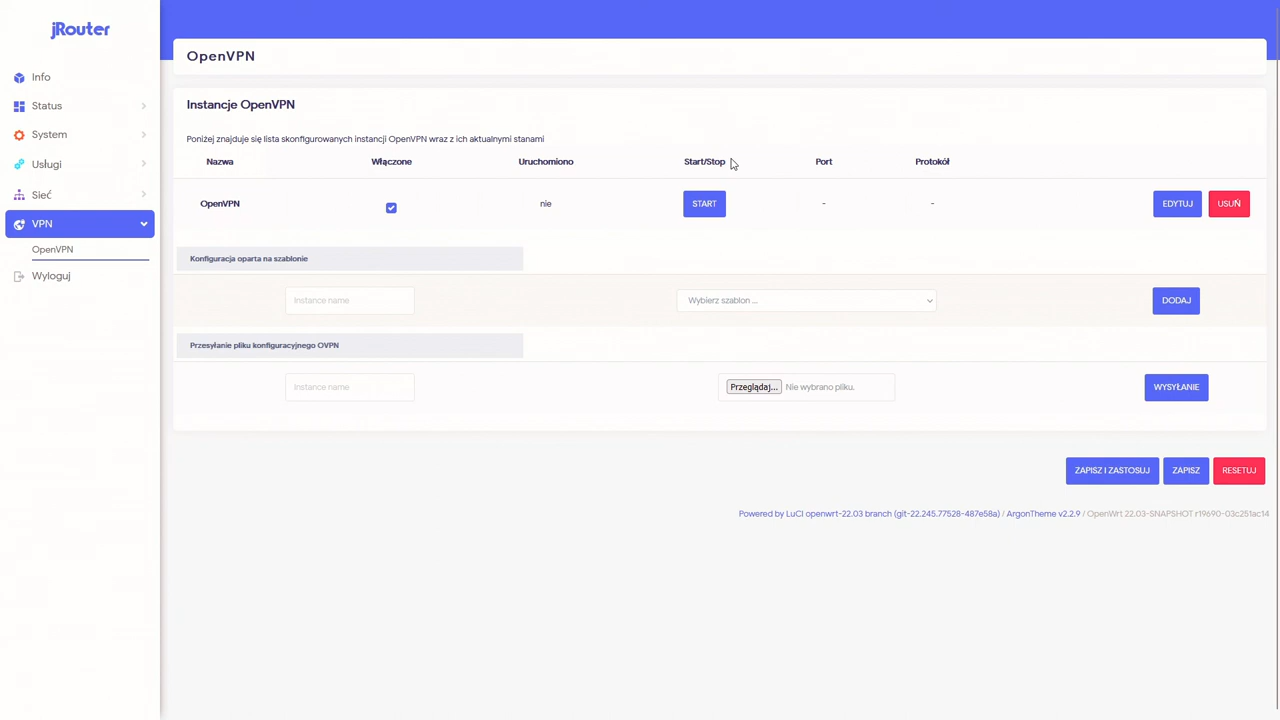 jRouter
Info
Status
System
Usługi
Sieć
VPN
OpenVPN
Wyloguj
OpenVPN
Instancje OpenVPN
Poniżej znajduje się lista skonfigurowanych instancji OpenVPN wraz z ich aktualnymi stanami
Nazwa Włączone Uruchomiono Start/Stop Port Protokół
OpenVPN nie START - - EDYTUJ USUŃ
Konfiguracja oparta na szablonie
Instance name Wybierz szablon ... DODAJ
Przesyłanie pliku konfiguracyjnego OVPN
Instance name Przeglądaj... Nie wybrano pliku. WYSYŁANIE
ZAPISZ I ZASTOSUJ ZAPISZ RESETUJ
Powered by LuCI openwrt-22.03 branch (git-22.245.77528-487e58a) / ArgonTheme v2.2.9 / OpenWrt 22.03-SNAPSHOT r19690-03c251ac14